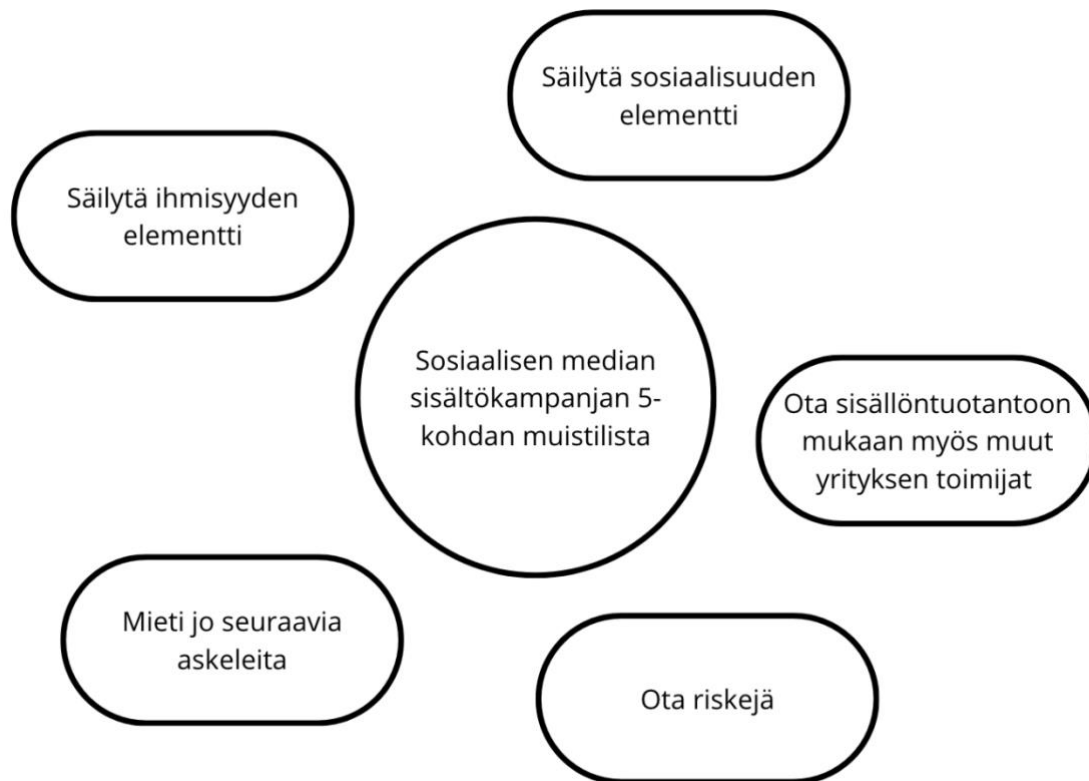 Säilytä sosiaalisuuden
elementti
Säilytä ihmisyyden
elementti
Sosiaalisen median
sisältökampanjan 5-
kohdan muistilista
Ota sisällöntuotantoon
mukaan myös muut
yrityksen toimijat
Mieti jo seuraavia
askeleita
Ota riskejä